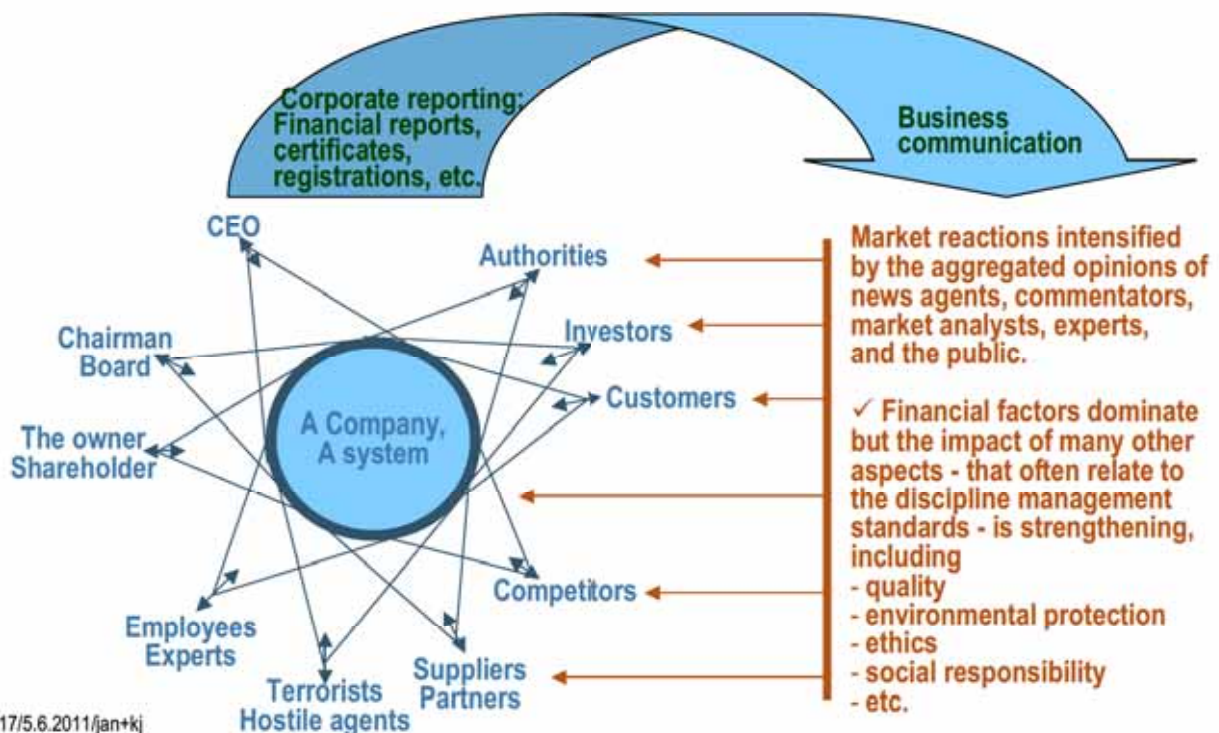 Corporate reporting;
Financial reports,
certificates,
registrations, etc.
Business
communication
CEO
Authorities
Investors
Customers
Chairman
Board
The owner
Shareholder
A Company,
A system
Competitors
Employees
Experts
Terrorists
Hostile agents
Suppliers
Partners
Market reactions intensified
by the aggregated opinions of
news agents, commentators,
market analysts, experts,
and the public.
✓ Financial factors dominate
but the impact of many other
aspects - that often relate to
the discipline management
standards - is strengthening,
including
- quality
- environmental protection
- ethics
- social responsibility
- etc.
17/5.6.2011/jan+kj